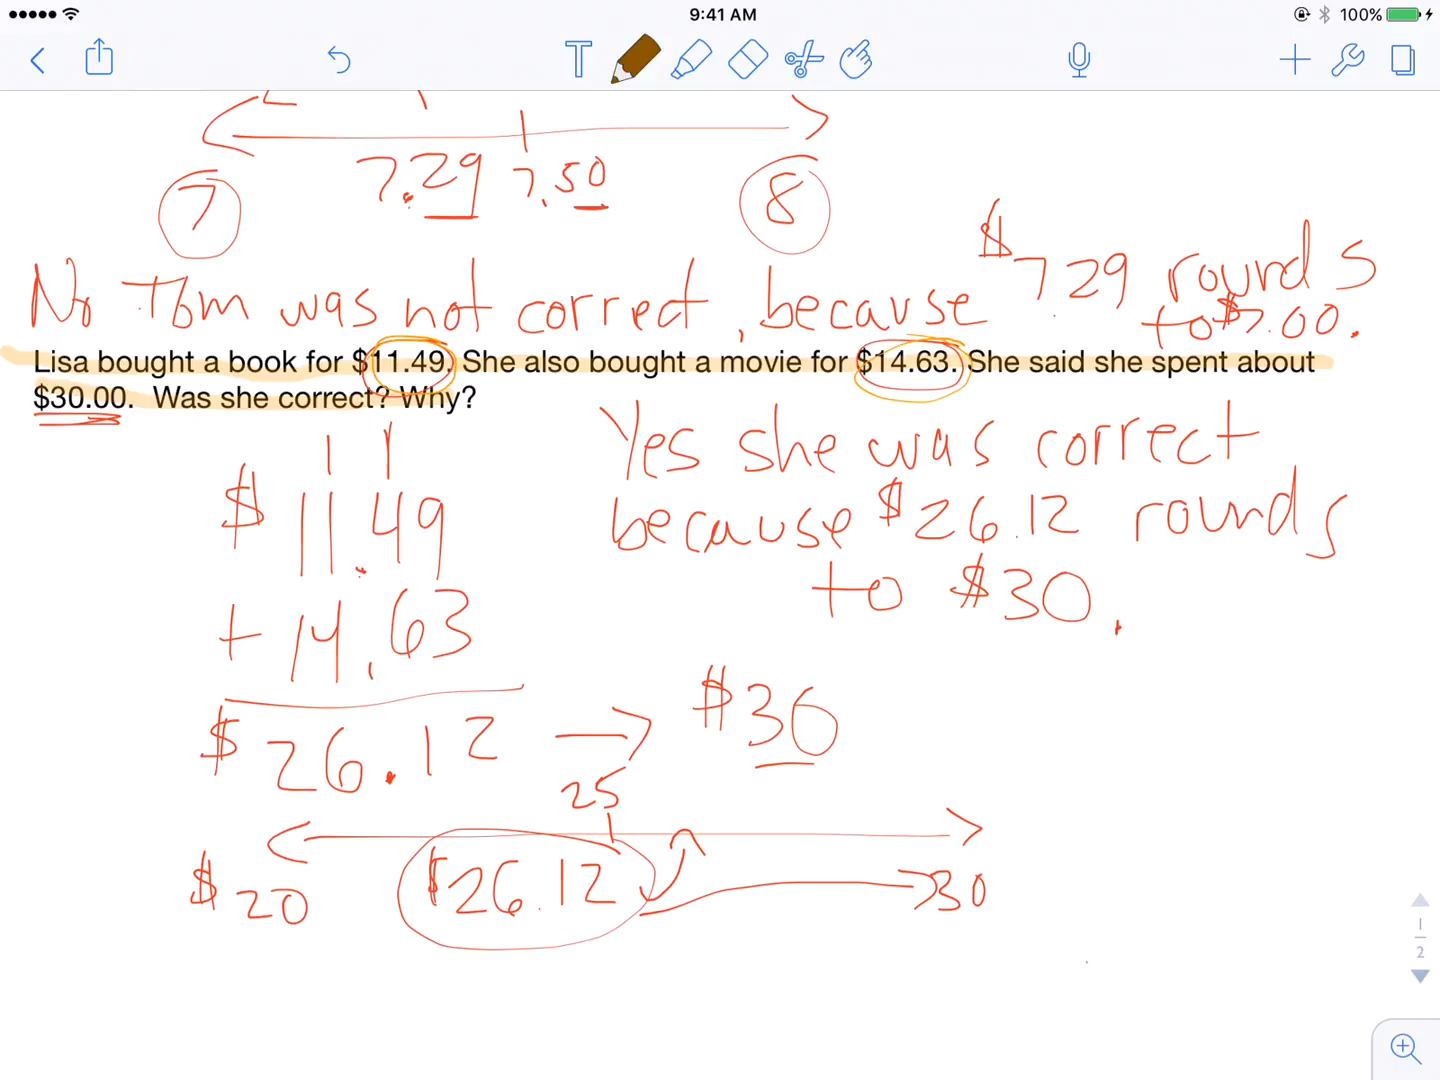 9:41 AM
100%
T
7.29 7.50
7 8
$7.29 rounds
No Tom was not correct, because
to $7.00.
Lisa bought a book for $11.49. She also bought a movie for $14.63. She said she spent about
$30.00. Was she correct? Why?
Yes she was correct
because $26.12 rounds
to $30.
1 1
$ 11.49
+ 14.63
$ 26.12 → $30
25
$20 $26.12 30
1
2